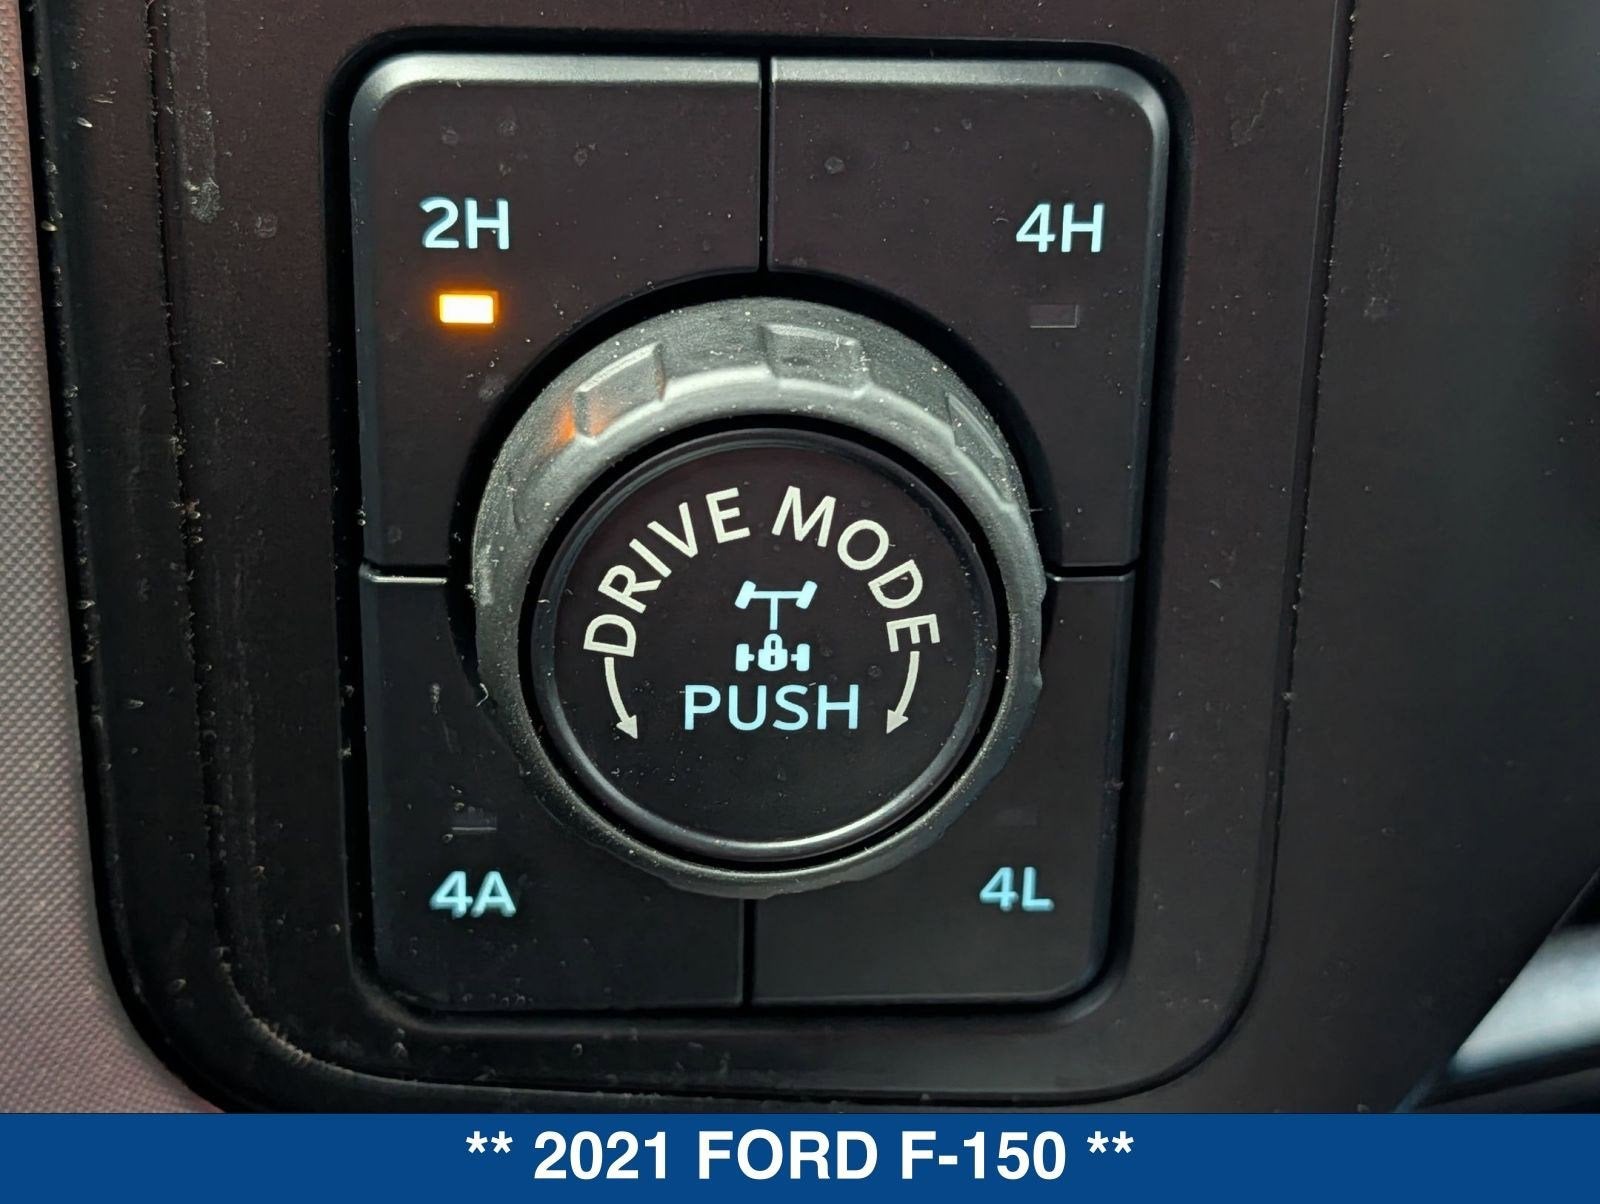 2H
4H
DRIVE MODE
PUSH
4A
4L
** 2021 FORD F-150 **